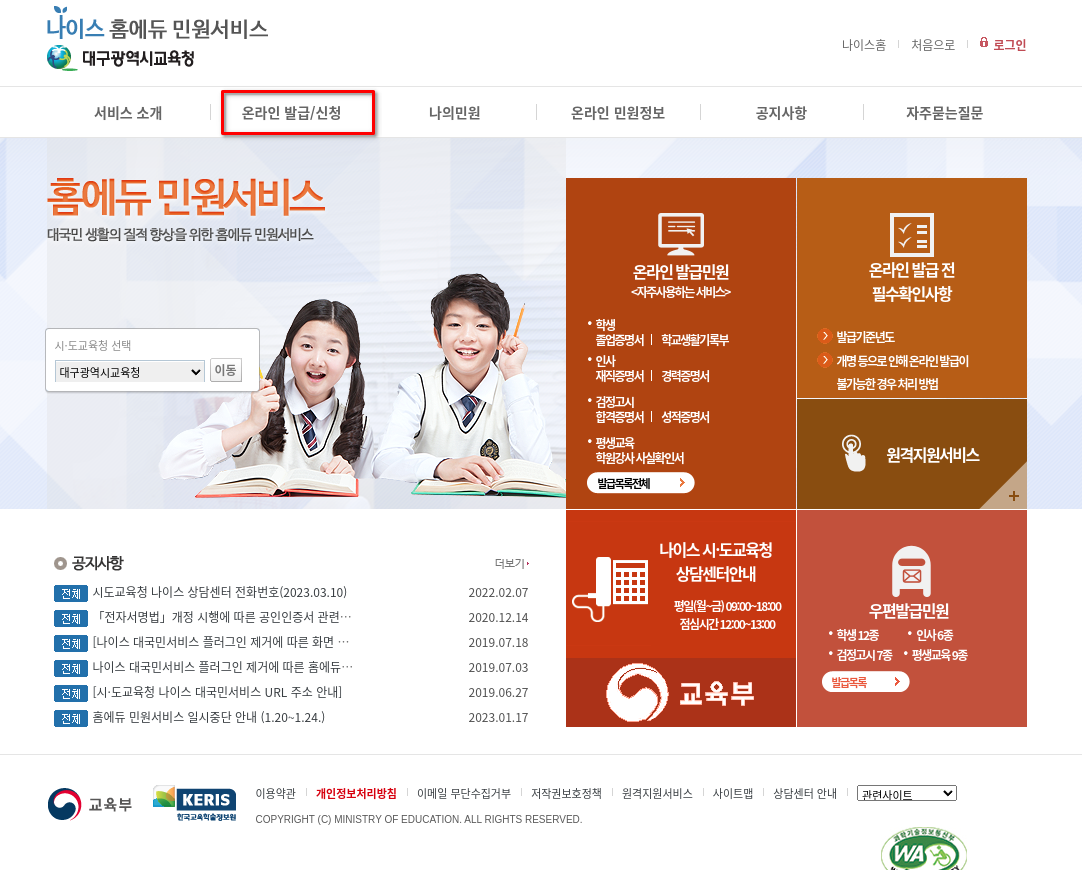 나이스 홈에듀 민원서비스
대구광역시교육청
나이스홈
처음으로
로그인
서비스 소개
온라인 발급/신청
나의민원
온라인 민원정보
공지사항
자주묻는질문
홈에듀 민원서비스
대국민 생활의 질적 향상을 위한 홈에듀 민원서비스
시·도교육청 선택
대구광역시교육청
이동
온라인 발급민원
<자주사용하는 서비스>
• 학생
졸업증명서 | 학교생활기록부
• 인사
재직증명서 | 경력증명서
• 검정고시
합격증명서 | 성적증명서
• 평생교육
학원강사 사실확인서
발급목록전체
온라인 발급 전
필수확인사항
발급기준년도
개명 등으로 인해 온라인 발급이
불가능한 경우 처리 방법
원격지원서비스
+
공지사항
더보기
전체 시도교육청 나이스 상담센터 전화번호(2023.03.10) 2022.02.07
전체 「전자서명법」개정 시행에 따른 공인인증서 관련… 2020.12.14
전체 [나이스 대국민서비스 플러그인 제거에 따른 화면 … 2019.07.18
전체 나이스 대국민서비스 플러그인 제거에 따른 홈에듀… 2019.07.03
전체 [시·도교육청 나이스 대국민서비스 URL 주소 안내] 2019.06.27
전체 홈에듀 민원서비스 일시중단 안내 (1.20~1.24.) 2023.01.17
나이스 시·도교육청
상담센터안내
평일(월~금) 09:00~18:00
점심시간 12:00~13:00
교육부
우편발급민원
• 학생 12종 • 인사 6종
• 검정고시 7종 • 평생교육 9종
발급목록
교육부
KERIS
한국교육학술정보원
이용약관
개인정보처리방침
이메일 무단수집거부
저작권보호정책
원격지원서비스
사이트맵
상담센터 안내
관련사이트
COPYRIGHT (C) MINISTRY OF EDUCATION. ALL RIGHTS RESERVED.
과학기술정보통신부
WA